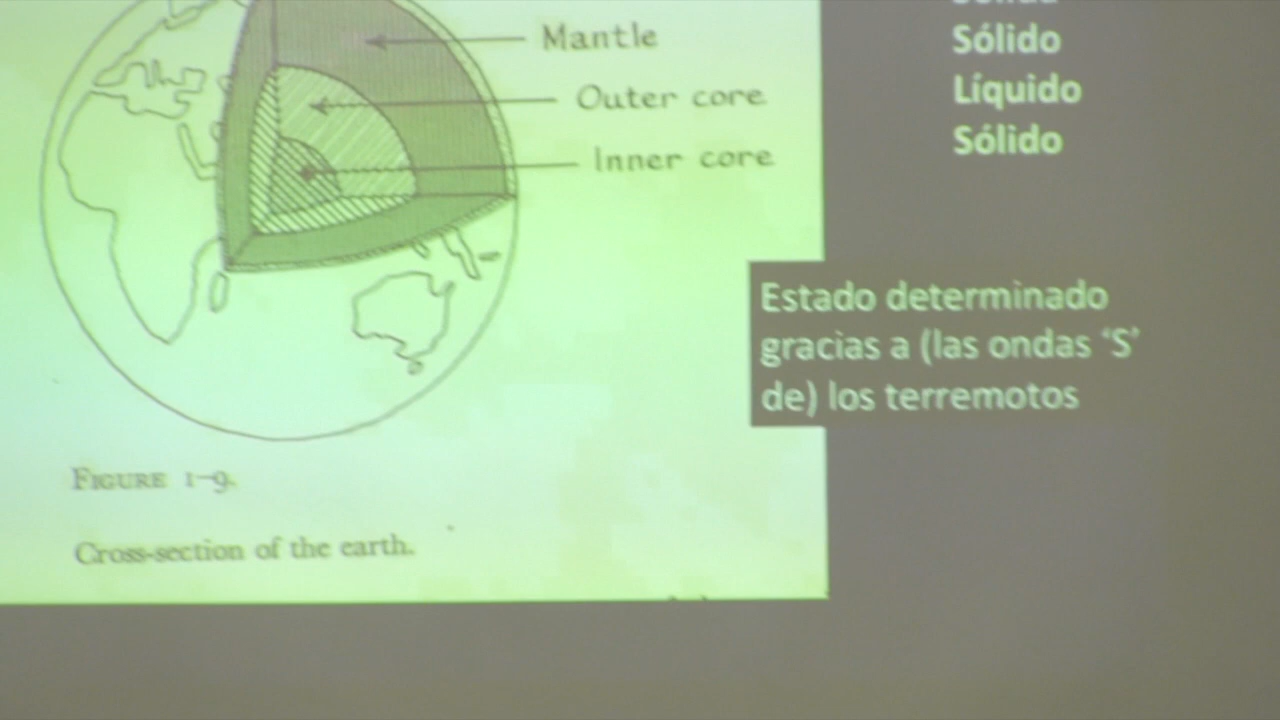 Mantle
Outer core
Inner core
FIGURE 1-9.
Cross-section of the earth.
Sólido
Líquido
Sólido
Estado determinado
gracias a (las ondas ‘S’
de) los terremotos